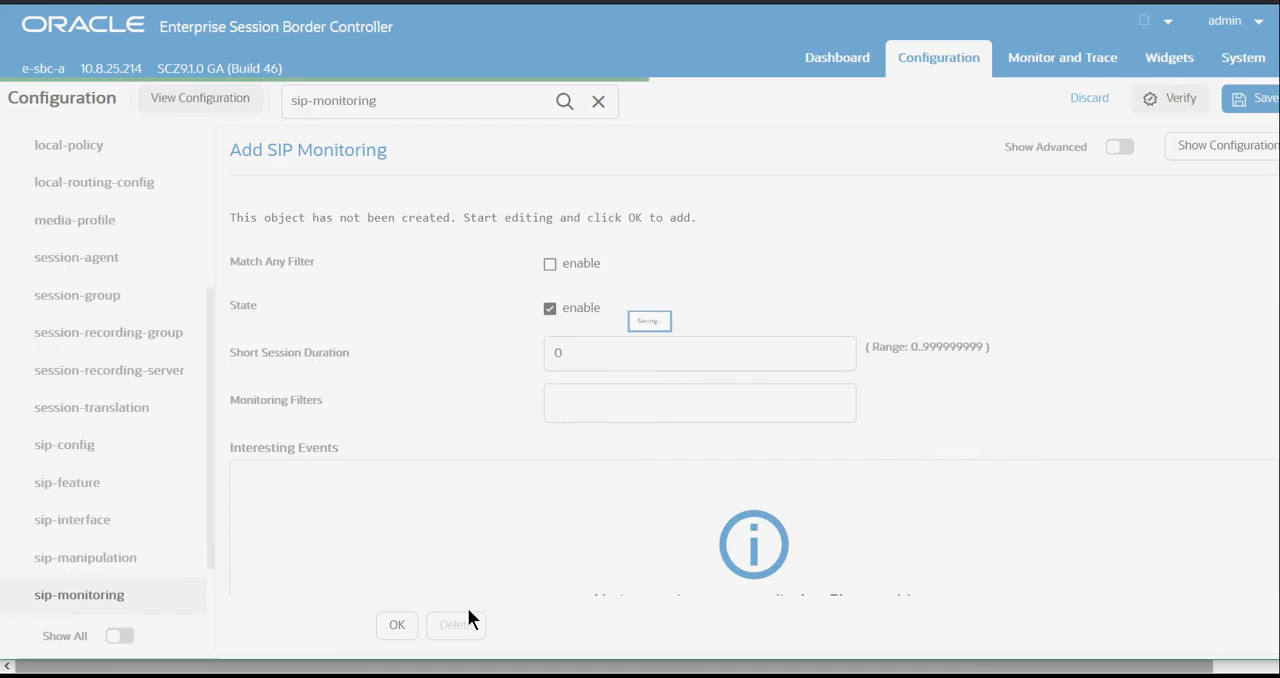 ORACLE Enterprise Session Border Controller
admin
e-sbc-a 10.8.25.214 SCZ9.1.0 GA (Build 46)
Dashboard Configuration Monitor and Trace Widgets System
Configuration View Configuration sip-monitoring Discard Verify Save
local-policy
local-routing-config
media-profile
session-agent
session-group
session-recording-group
session-recording-server
session-translation
sip-config
sip-feature
sip-interface
sip-manipulation
sip-monitoring
Show All
Add SIP Monitoring Show Advanced Show Configuration
This object has not been created. Start editing and click OK to add.
Match Any Filter enable
State enable
Saving...
Short Session Duration 0 ( Range: 0..999999999 )
Monitoring Filters
Interesting Events
OK Delete